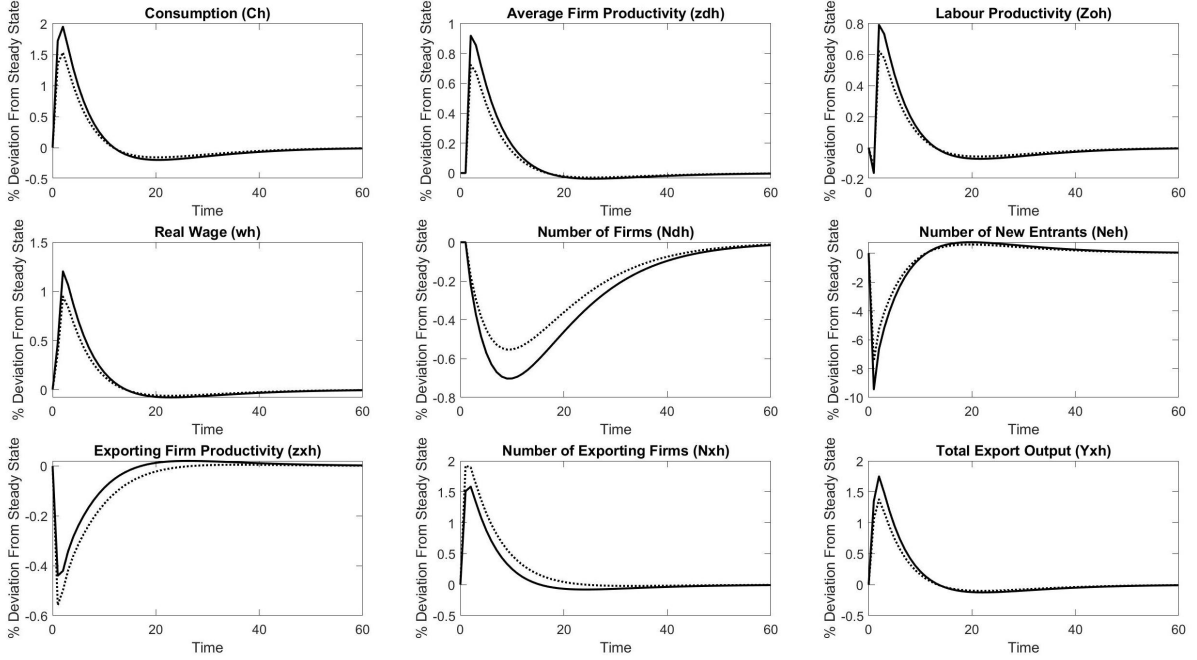 Consumption (Ch)
% Deviation From Steady State
2
1.5
1
0.5
0
-0.5
0 20 40 60
Time
Average Firm Productivity (zdh)
% Deviation From Steady State
1
0.8
0.6
0.4
0.2
0
0 20 40 60
Time
Labour Productivity (Zoh)
% Deviation From Steady State
0.8
0.6
0.4
0.2
0
-0.2
0 20 40 60
Time
Real Wage (wh)
% Deviation From Steady State
1.5
1
0.5
0
0 20 40 60
Time
Number of Firms (Ndh)
% Deviation From Steady State
0
-0.2
-0.4
-0.6
-0.8
0 20 40 60
Time
Number of New Entrants (Neh)
% Deviation From Steady State
0
-2
-4
-6
-8
-10
0 20 40 60
Time
Exporting Firm Productivity (zxh)
% Deviation From Steady State
0
-0.2
-0.4
-0.6
0 20 40 60
Time
Number of Exporting Firms (Nxh)
% Deviation From Steady State
2
1.5
1
0.5
0
-0.5
0 20 40 60
Time
Total Export Output (Yxh)
% Deviation From Steady State
2
1.5
1
0.5
0
-0.5
0 20 40 60
Time